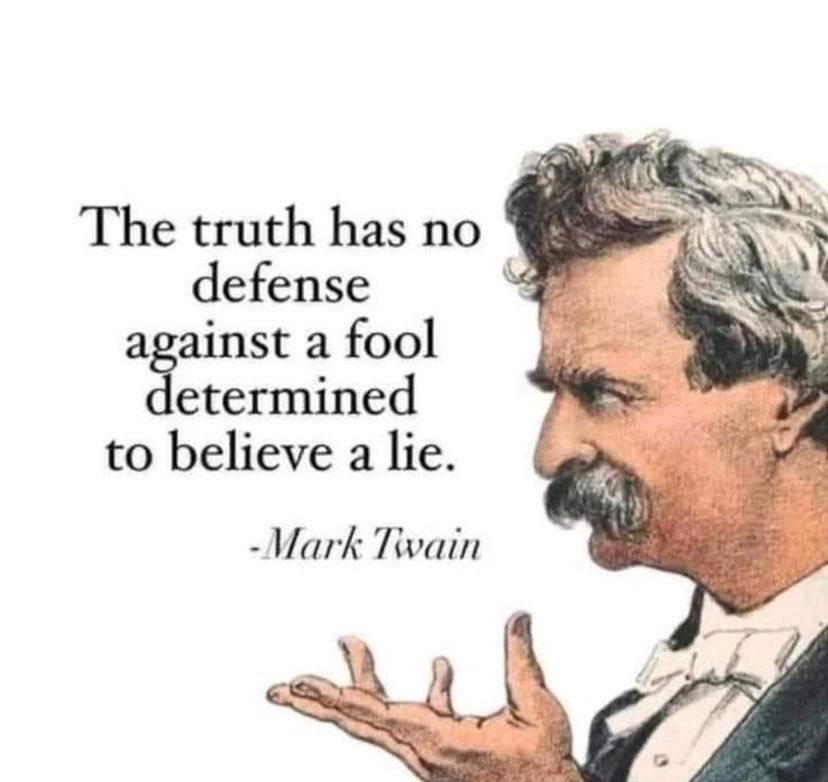 The truth has no
defense
against a fool
determined
to believe a lie.
-Mark Twain